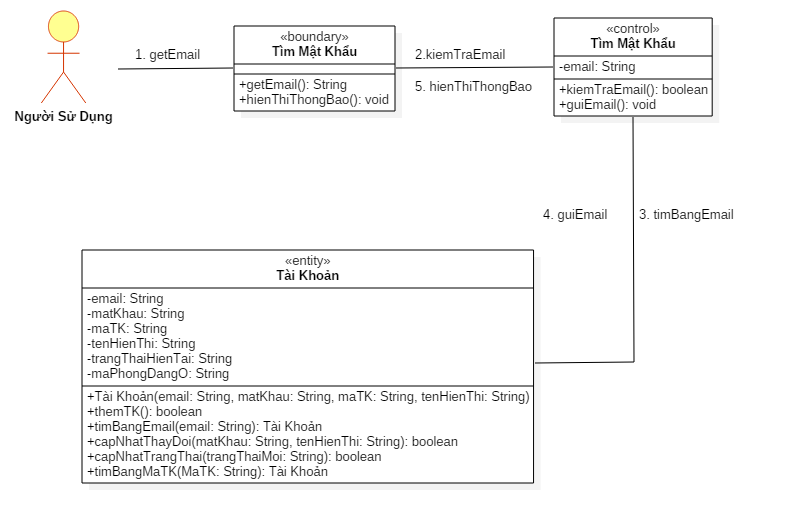 Người Sử Dụng
1. getEmail
«boundary»
Tìm Mật Khẩu
+getEmail(): String
+hienThiThongBao(): void
2.kiemTraEmail
5. hienThiThongBao
«control»
Tìm Mật Khẩu
-email: String
+kiemTraEmail(): boolean
+guiEmail(): void
4. guiEmail
3. timBangEmail
«entity»
Tài Khoản
-email: String
-matKhau: String
-maTK: String
-tenHienThi: String
-trangThaiHienTai: String
-maPhongDangO: String
+Tài Khoản(email: String, matKhau: String, maTK: String, tenHienThi: String)
+themTK(): boolean
+timBangEmail(email: String): Tài Khoản
+capNhatThayDoi(matKhau: String, tenHienThi: String): boolean
+capNhatTrangThai(trangThaiMoi: String): boolean
+timBangMaTK(MaTK: String): Tài Khoản